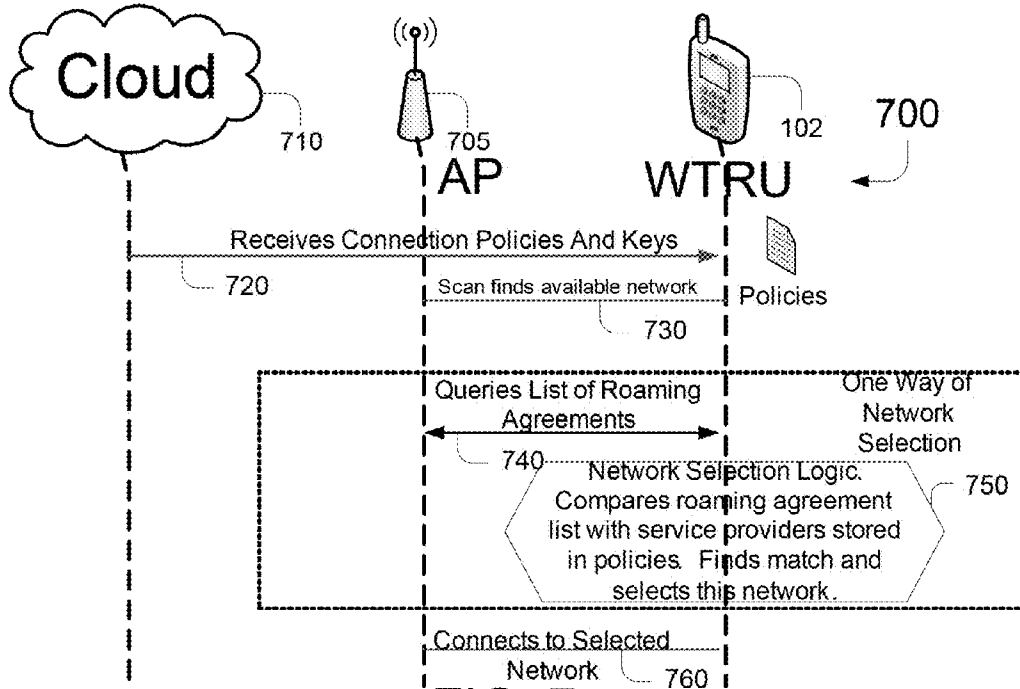 Cloud
710
705
102
700
AP
WTRU
Receives Connection Policies And Keys
720
Scan finds available network
Policies
730
Queries List of Roaming
Agreements
One Way of
Network
Selection
740
Network Selection Logic.
Compares roaming agreement
list with service providers stored
in policies. Finds match and
selects this network.
750
Connects to Selected
Network
760